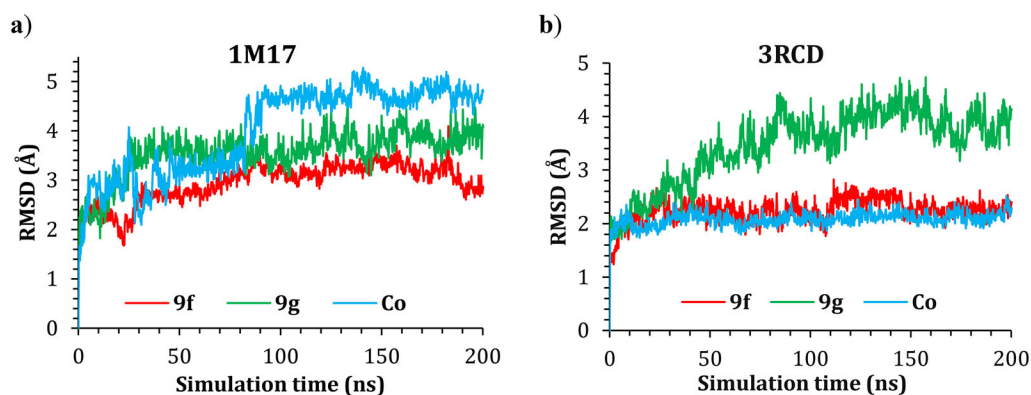 a)
1M17
RMSD (Å)
5
4
3
2
1
0
9f 9g Co
0 50 100 150 200
Simulation time (ns)
b)
3RCD
RMSD (Å)
5
4
3
2
1
0
9f 9g Co
0 50 100 150 200
Simulation time (ns)